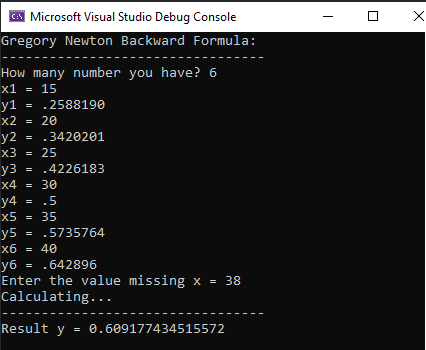 Microsoft Visual Studio Debug Console
Gregory Newton Backward Formula:
---------------------------------
How many number you have? 6
x1 = 15
y1 = .2588190
x2 = 20
y2 = .3420201
x3 = 25
y3 = .4226183
x4 = 30
y4 = .5
x5 = 35
y5 = .5735764
x6 = 40
y6 = .642896
Enter the value missing x = 38
Calculating...
---------------------------------
Result y = 0.609177434515572